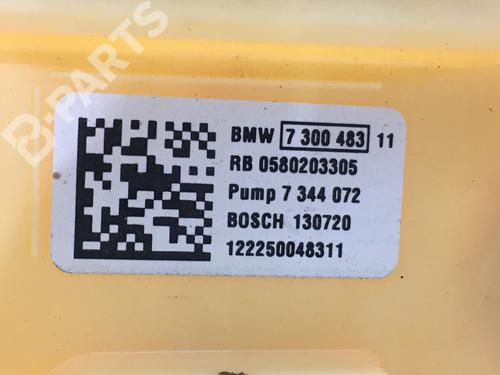 B-PARTS
BMW 7 300 483 11
RB 0580203305
Pump 7 344 072
BOSCH 130720
122250048311